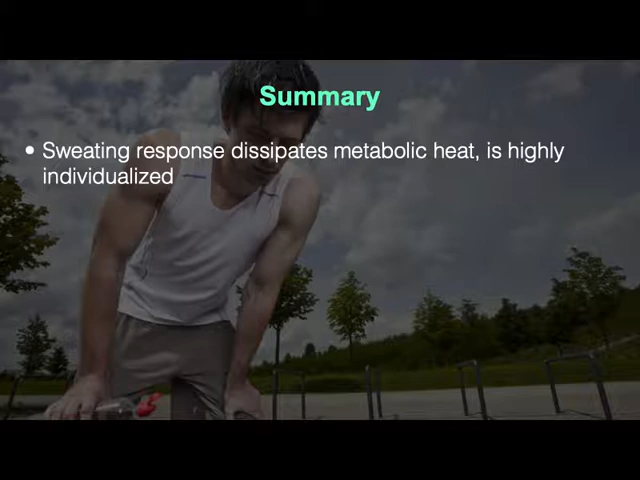 Summary
• Sweating response dissipates metabolic heat, is highly
individualized